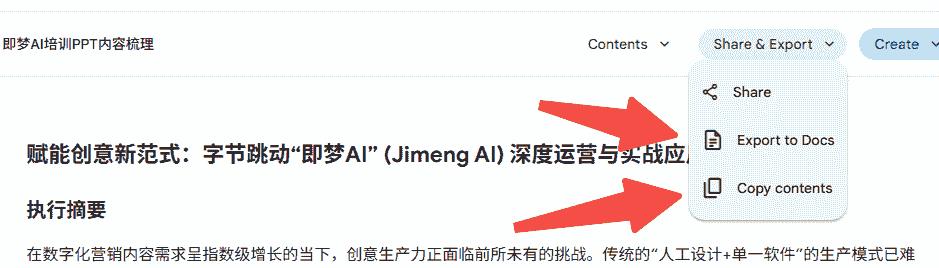 即梦AI培训PPT内容梳理
Contents
Share & Export
Create
Share
Export to Docs
Copy contents
赋能创意新范式：字节跳动“即梦AI” (Jimeng AI) 深度运营与实战应
执行摘要
在数字化营销内容需求呈指数级增长的当下，创意生产力正面临前所未有的挑战。传统的“人工设计+单一软件”的生产模式已难